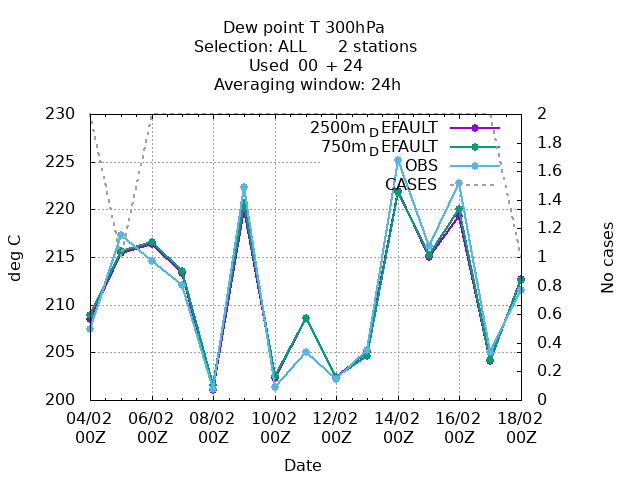 Dew point T 300hPa
Selection: ALL 2 stations
Used 00 + 24
Averaging window: 24h
230 2
2500m_DEFAULT
1.8
750m_DEFAULT
225 OBS 1.6
CASES
1.4
220
1.2
215 1
0.8
210
0.6
0.4
205
0.2
200 0
deg C
No cases
04/02 06/02 08/02 10/02 12/02 14/02 16/02 18/02
00Z 00Z 00Z 00Z 00Z 00Z 00Z 00Z
Date